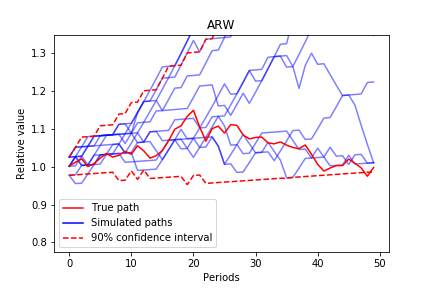 ARW
1.3
1.2
1.1
1.0
0.9
0.8
Relative value
True path
Simulated paths
90% confidence interval
0 10 20 30 40 50
Periods